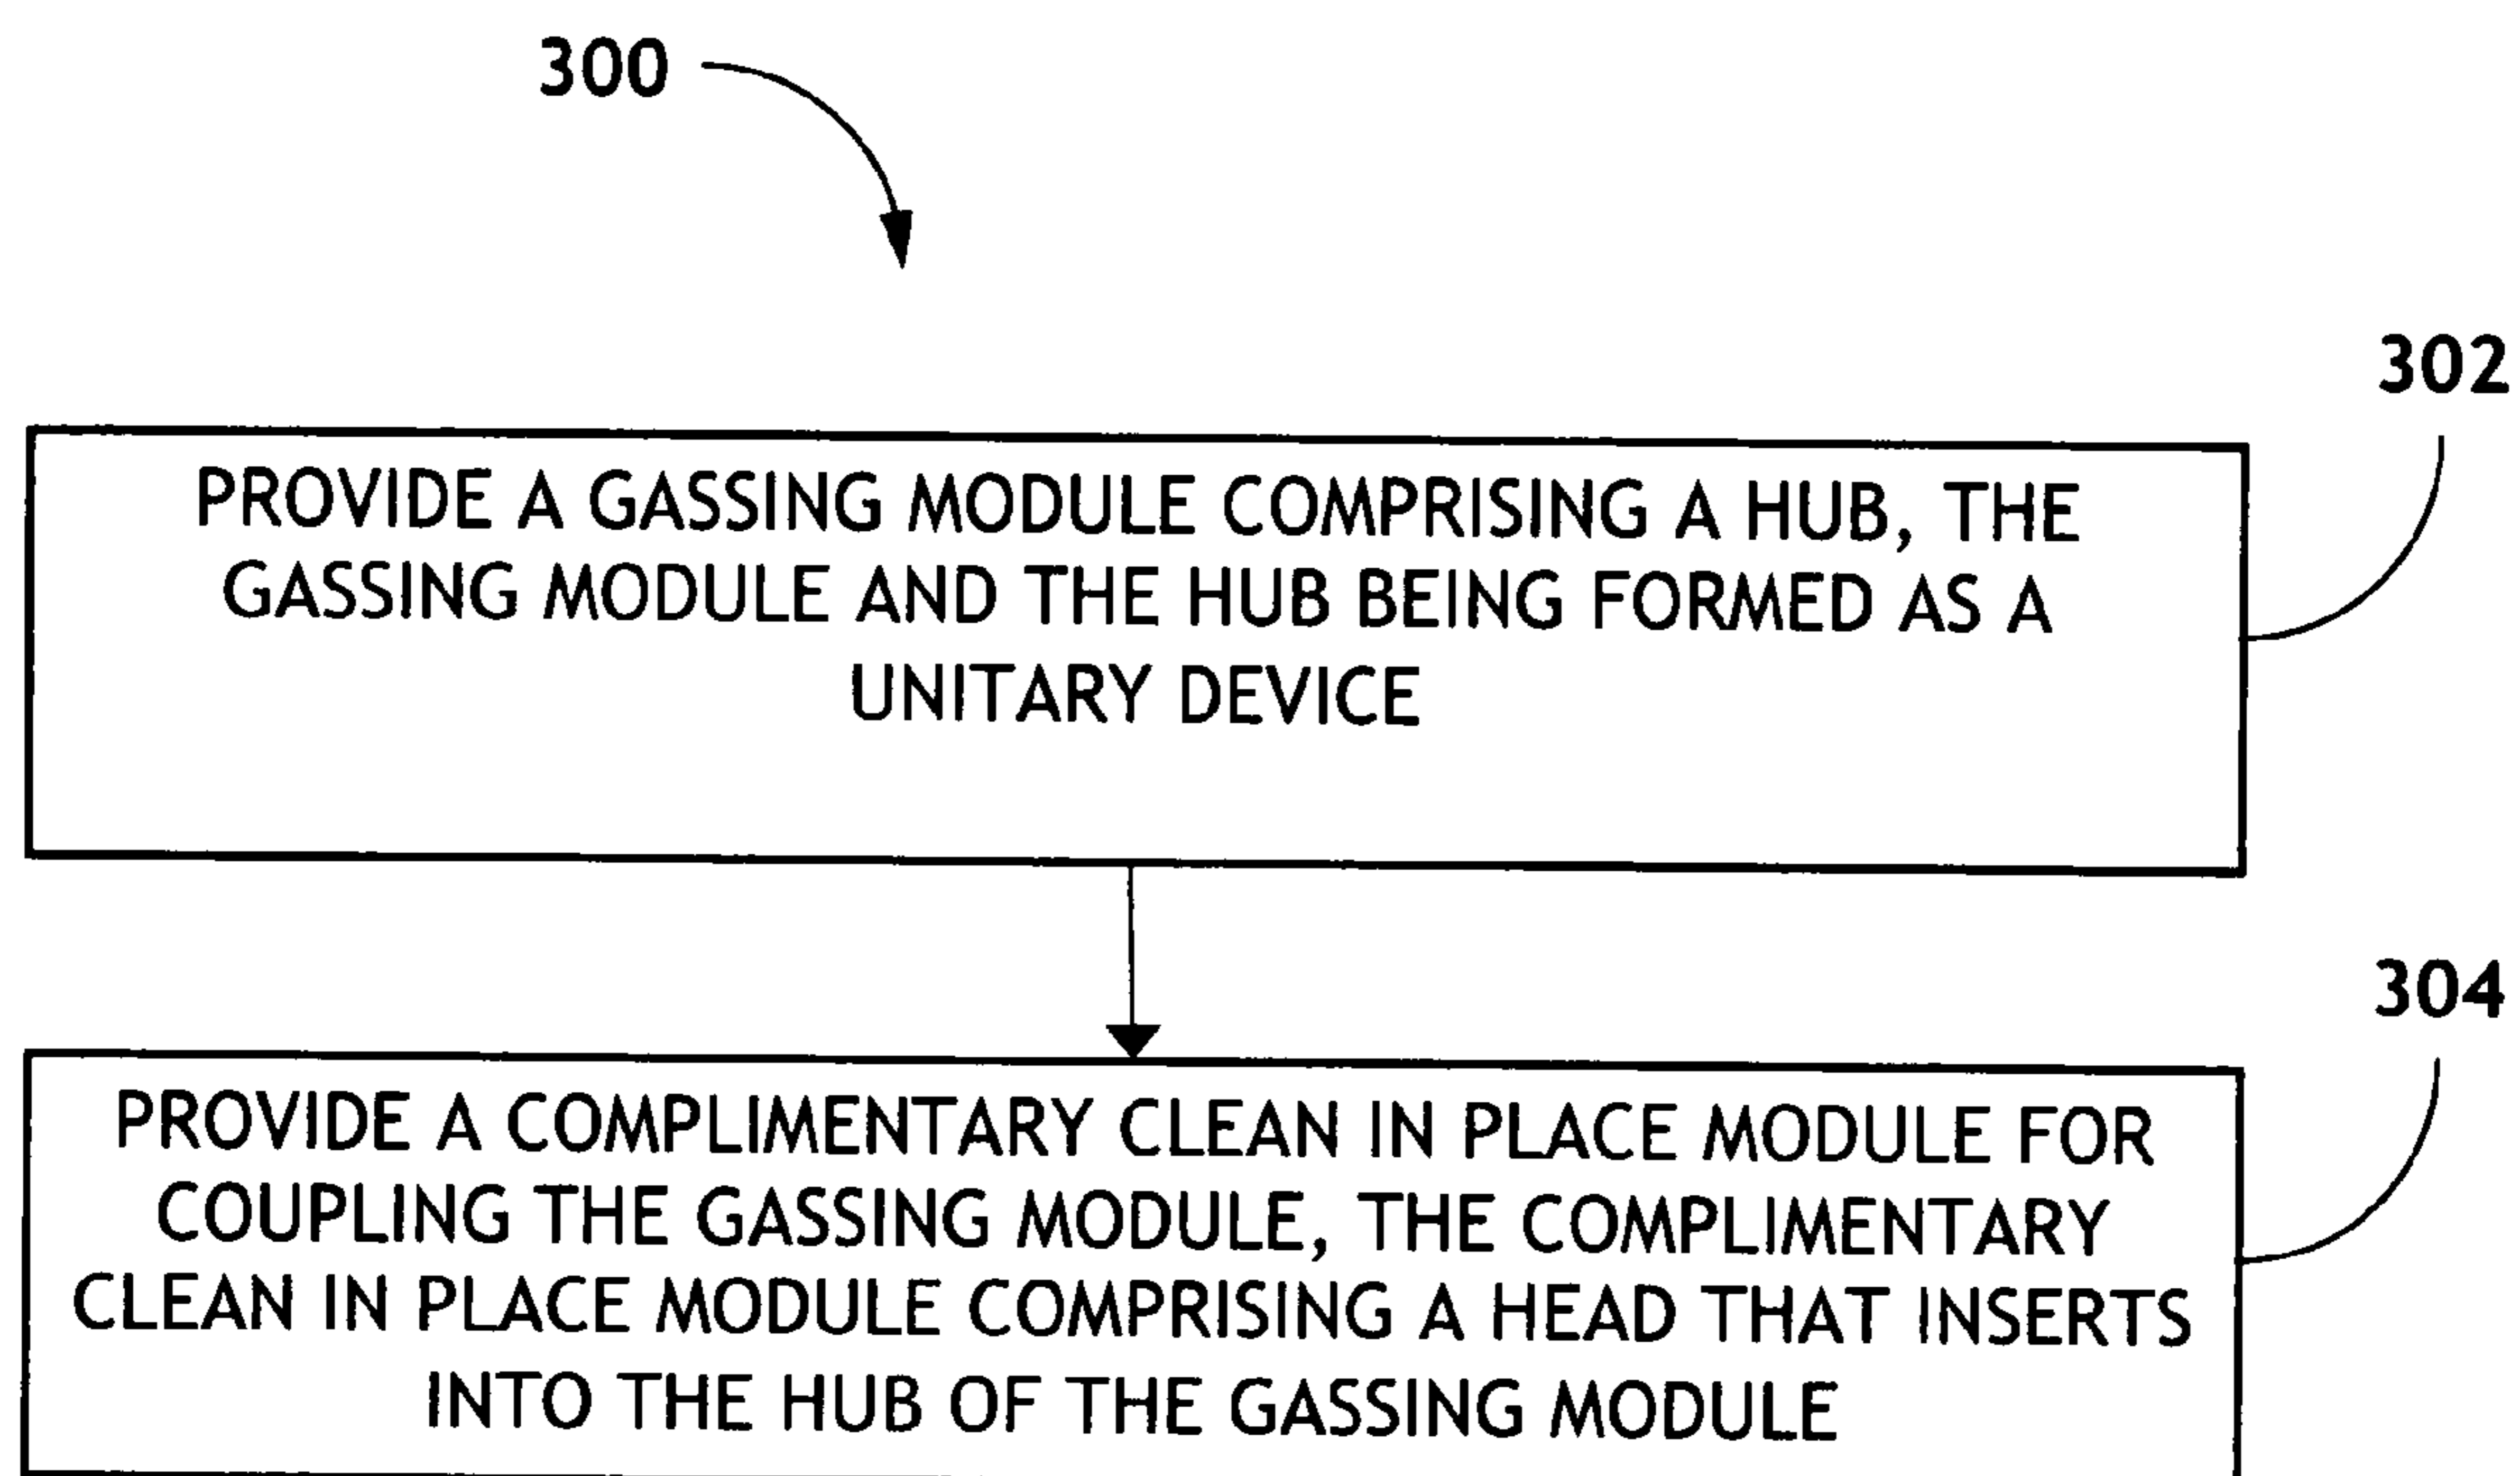 300
302
PROVIDE A GASSING MODULE COMPRISING A HUB, THE
GASSING MODULE AND THE HUB BEING FORMED AS A
UNITARY DEVICE
304
PROVIDE A COMPLIMENTARY CLEAN IN PLACE MODULE FOR
COUPLING THE GASSING MODULE, THE COMPLIMENTARY
CLEAN IN PLACE MODULE COMPRISING A HEAD THAT INSERTS
INTO THE HUB OF THE GASSING MODULE